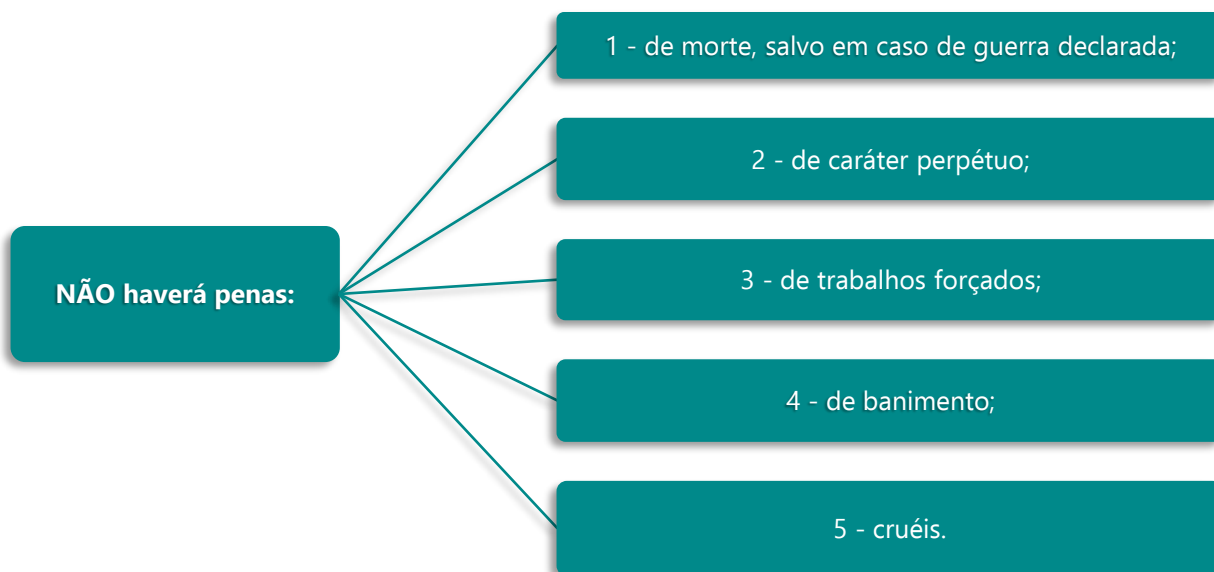 NÃO haverá penas:
1 - de morte, salvo em caso de guerra declarada;
2 - de caráter perpétuo;
3 - de trabalhos forçados;
4 - de banimento;
5 - cruéis.